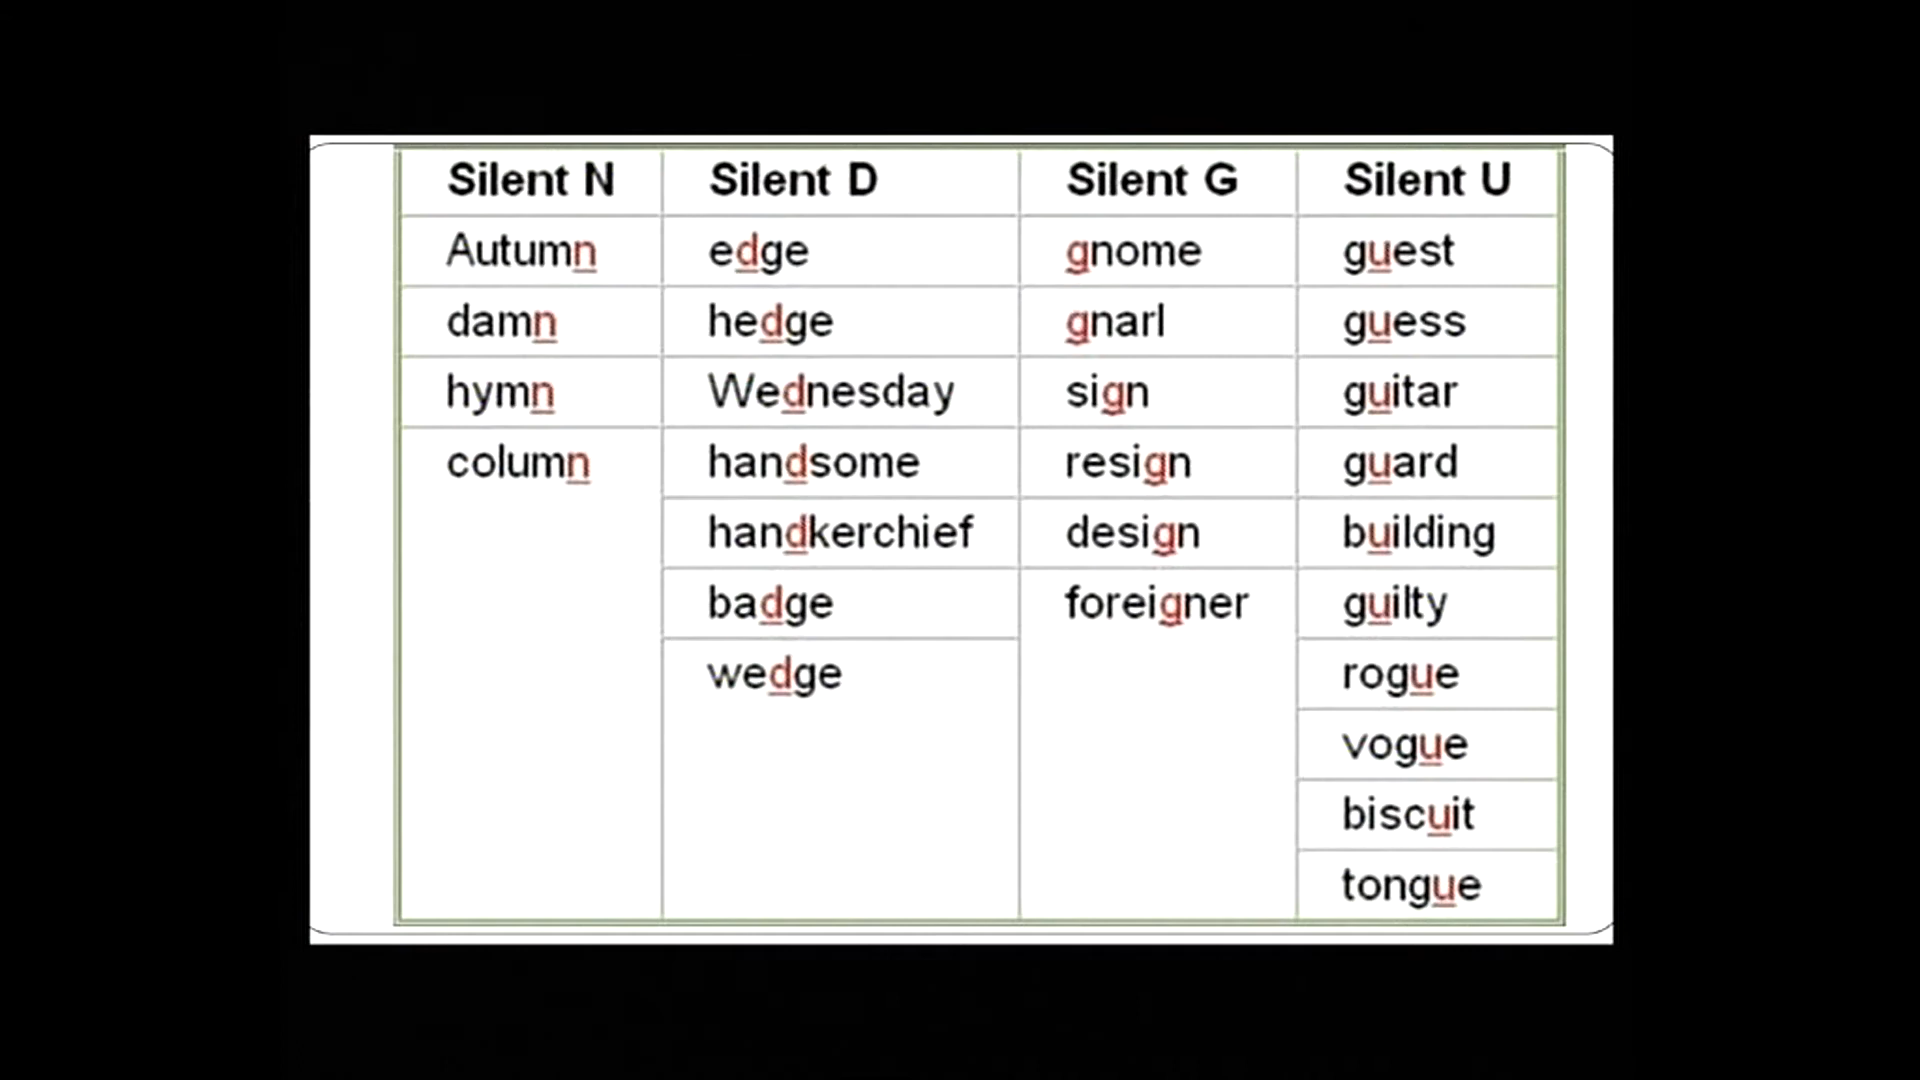 Silent N Silent D Silent G Silent U
Autumn edge gnome guest
damn hedge gnarl guess
hymn Wednesday sign guitar
column handsome resign guard
handkerchief design building
badge foreigner guilty
wedge rogue
vogue
biscuit
tongue